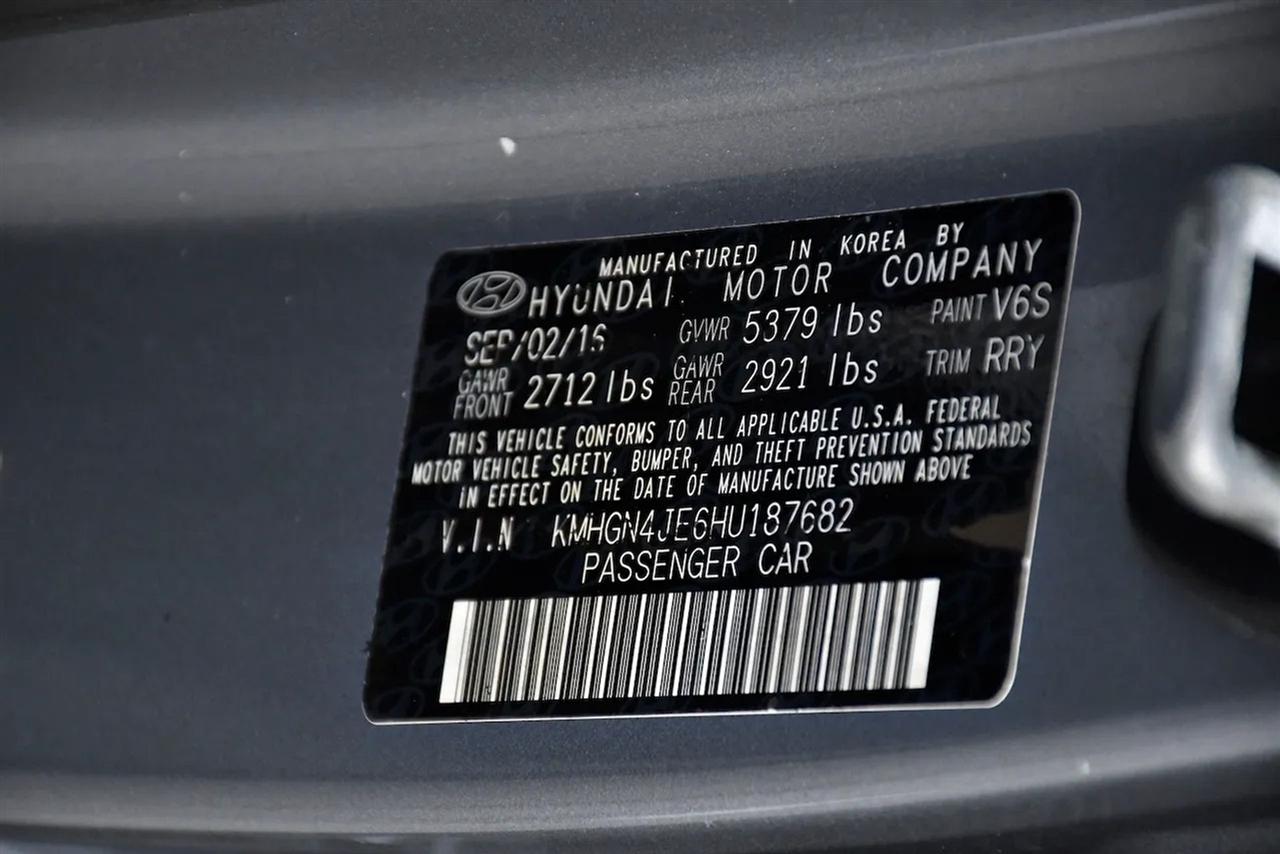 MANUFACTURED IN KOREA BY
HYUNDAI MOTOR COMPANY
SEP/02/16 GVWR 5379 lbs PAINT V6S
GAWR FRONT 2712 lbs GAWR REAR 2921 lbs TRIM RRY
THIS VEHICLE CONFORMS TO ALL APPLICABLE U.S.A. FEDERAL
MOTOR VEHICLE SAFETY, BUMPER, AND THEFT PREVENTION STANDARDS
IN EFFECT ON THE DATE OF MANUFACTURE SHOWN ABOVE
V.I.N KMHGN4JE6HU187682
PASSENGER CAR